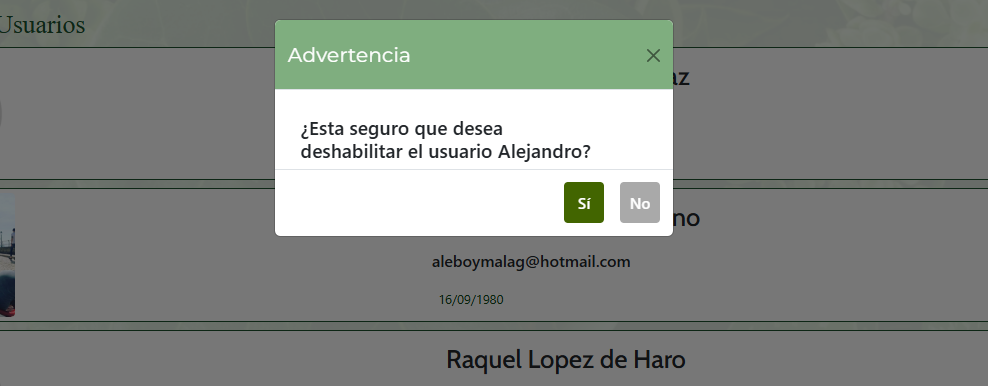 Usuarios
Advertencia
az
¿Esta seguro que desea
deshabilitar el usuario Alejandro?
Sí No
no
aleboymalag@hotmail.com
16/09/1980
Raquel Lopez de Haro